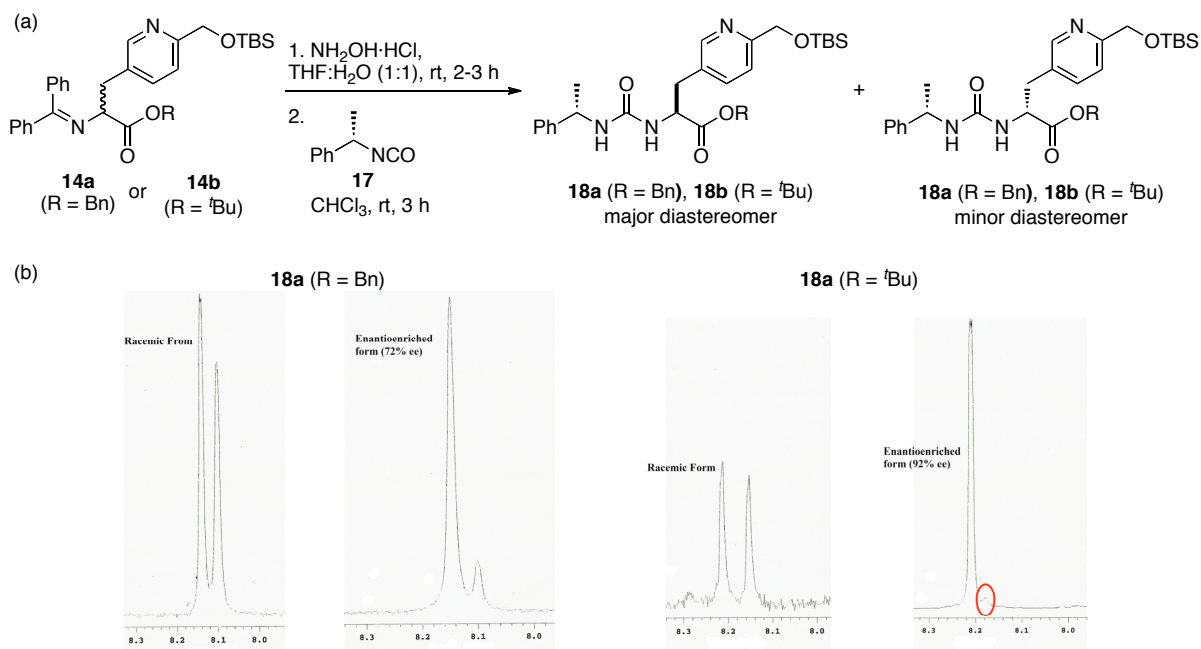 (a)
N
OTBS
Ph
Ph
N
OR
O
14a
(R = Bn)
or
14b
(R = ᵗBu)
1. NH₂OH·HCl,
THF:H₂O (1:1), rt, 2-3 h
2.
Ph
NCO
17
CHCl₃, rt, 3 h
N
OTBS
O
Ph
N
H
N
H
OR
O
18a (R = Bn), 18b (R = ᵗBu)
major diastereomer
+
N
OTBS
O
Ph
N
H
N
H
OR
O
18a (R = Bn), 18b (R = ᵗBu)
minor diastereomer
(b)
18a (R = Bn)
Racemic From
8.3 8.2 8.1 8.0
Enantioenriched
form (72% ee)
8.3 8.2 8.1 8.0
18a (R = ᵗBu)
Racemic Form
8.3 8.2 8.1 8.0
Enantioenriched
form (92% ee)
8.3 8.2 8.1 8.0